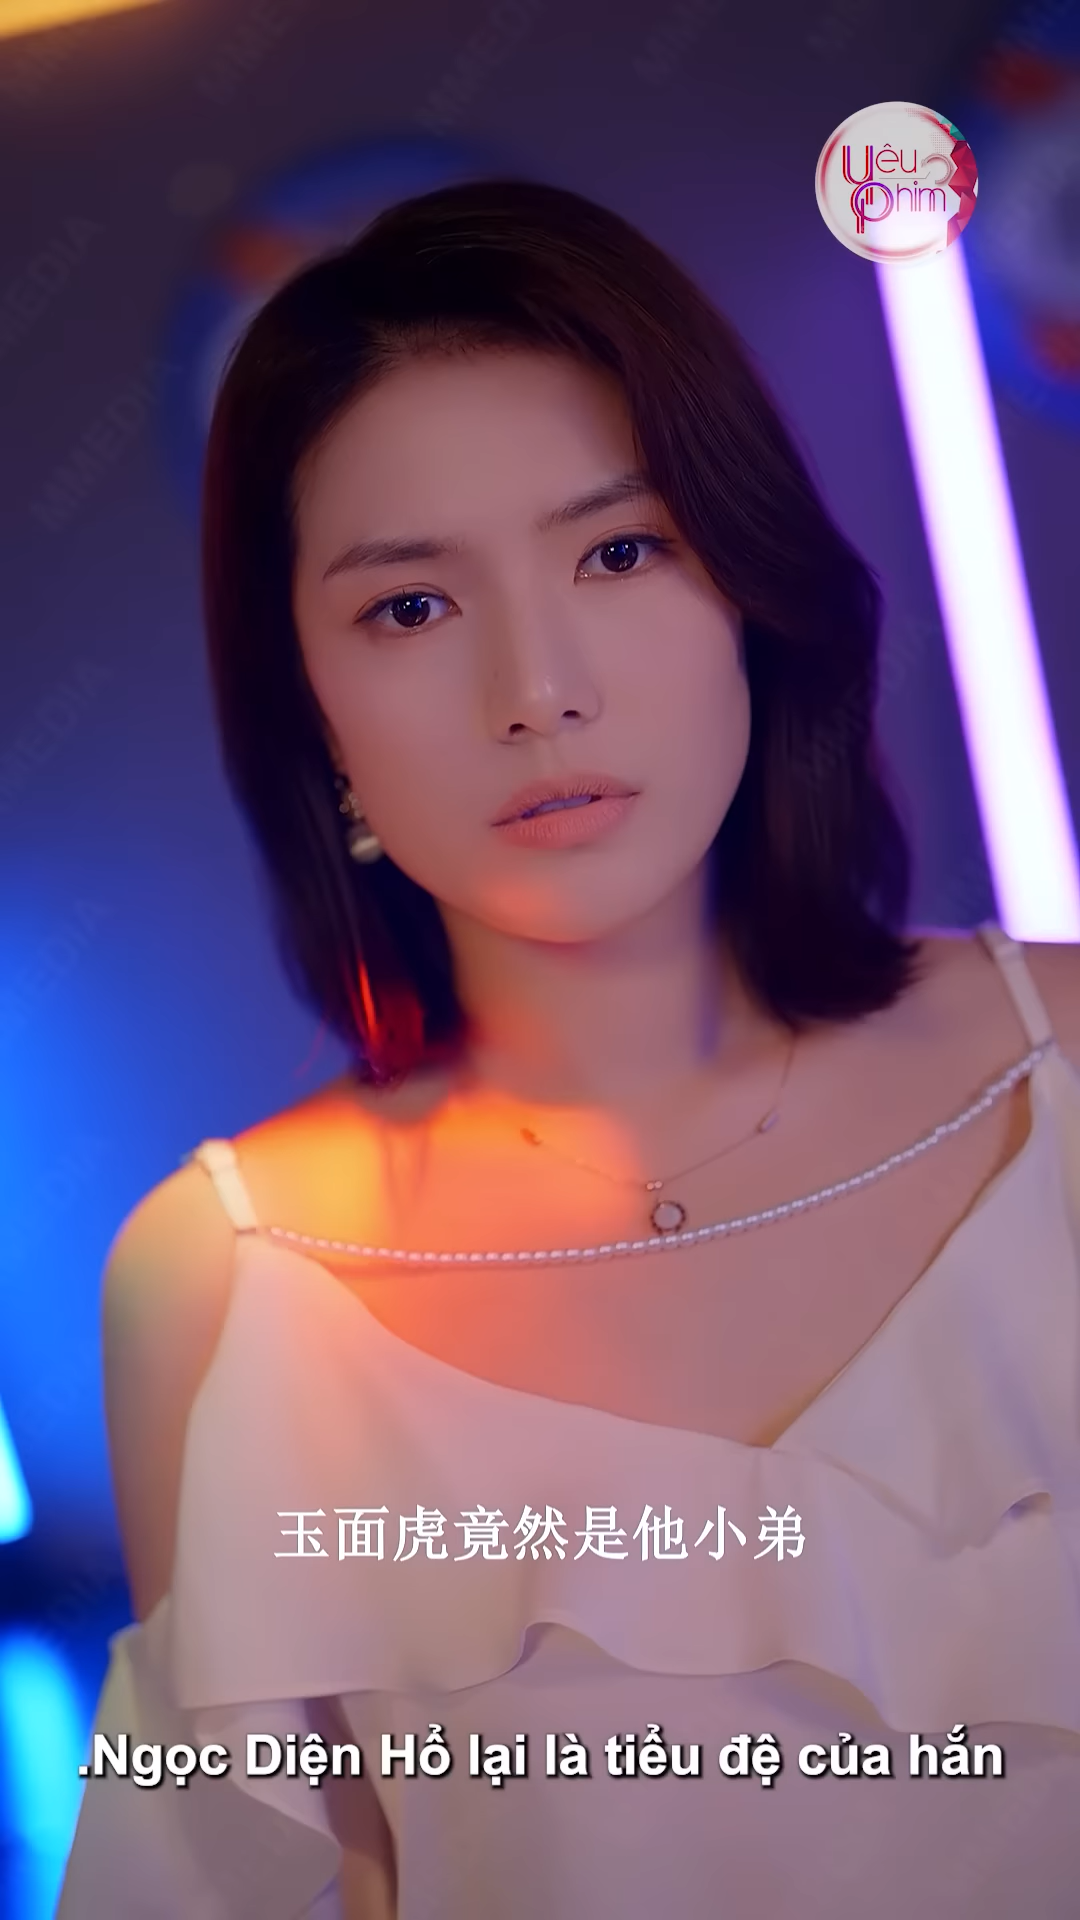 Yêu
Phim
玉面虎竟然是他小弟
.Ngọc Diện Hổ lại là tiểu đệ của hắn
MMEDIA